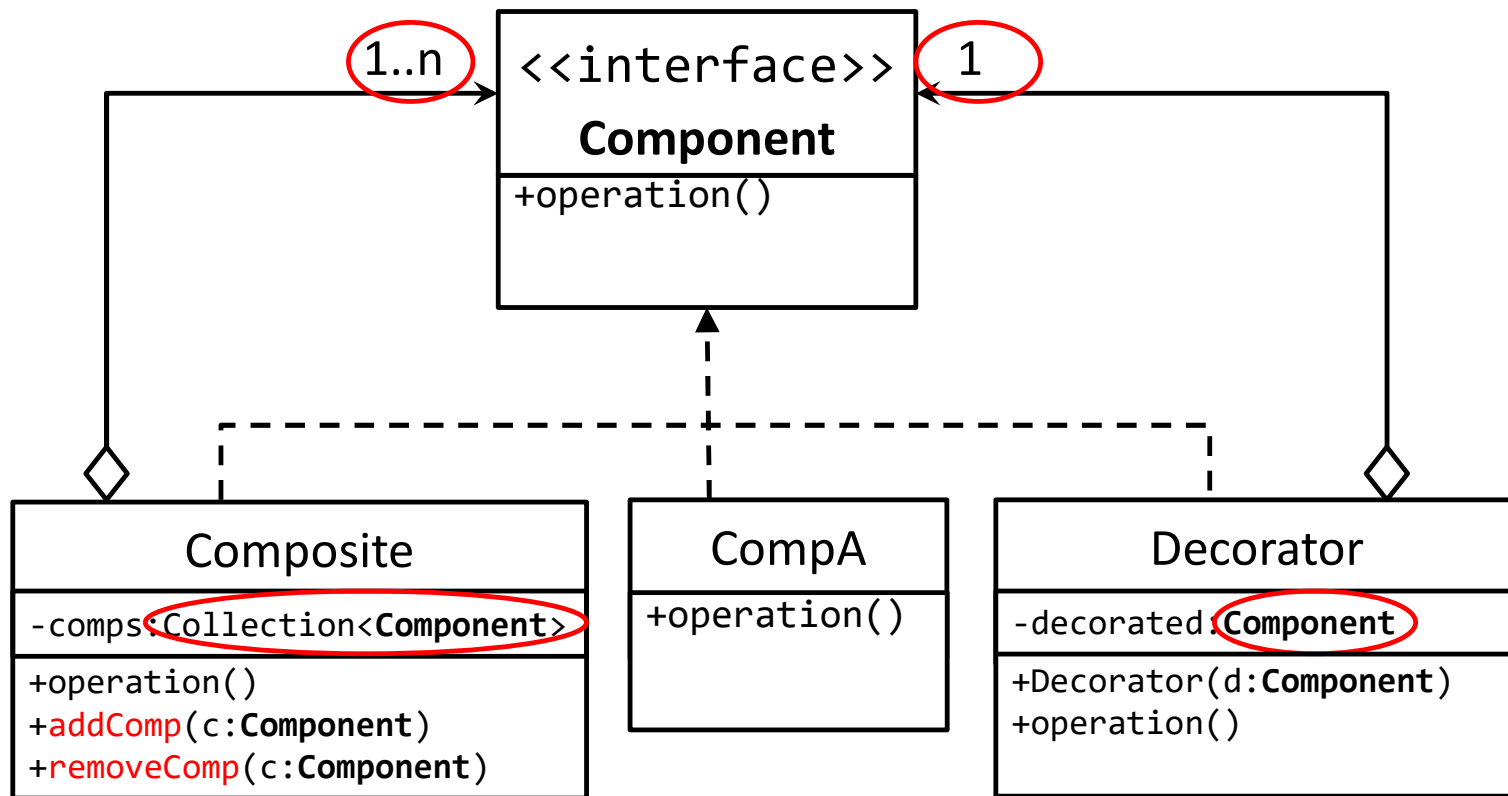 1..n
<<interface>>
1
Component
+operation()
Composite
-comps:Collection<Component>
+operation()
+addComp(c:Component)
+removeComp(c:Component)
CompA
+operation()
Decorator
-decorated:Component
+Decorator(d:Component)
+operation()